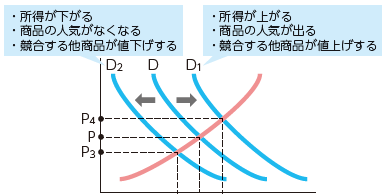 ・所得が下がる
・商品の人気がなくなる
・競合する他商品が値下げする
・所得が上がる
・商品の人気が出る
・競合する他商品が値上げする
D₂ D D₁
P₄
P
P₃